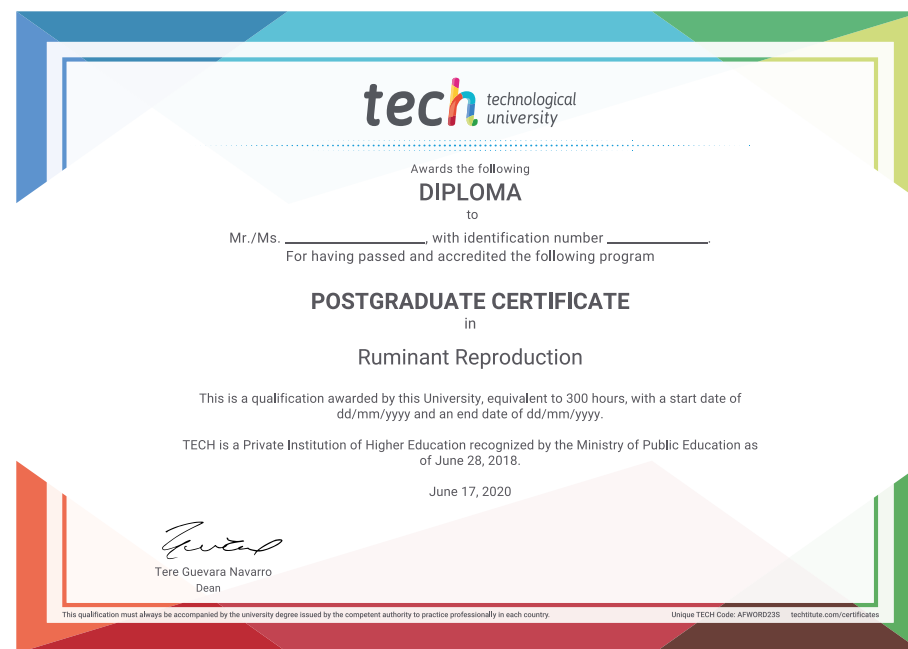 tech technological
university
Awards the following
DIPLOMA
to
Mr./Ms. ____________, with identification number ____________.
For having passed and accredited the following program
POSTGRADUATE CERTIFICATE
in
Ruminant Reproduction
This is a qualification awarded by this University, equivalent to 300 hours, with a start date of
dd/mm/yyyy and an end date of dd/mm/yyyy.
TECH is a Private Institution of Higher Education recognized by the Ministry of Public Education as
of June 28, 2018.
June 17, 2020
Tere Guevara Navarro
Dean
This qualification must always be accompanied by the university degree issued by the competent authority to practice professionally in each country.
Unique TECH Code: AFWORD23S techtitute.com/certificates